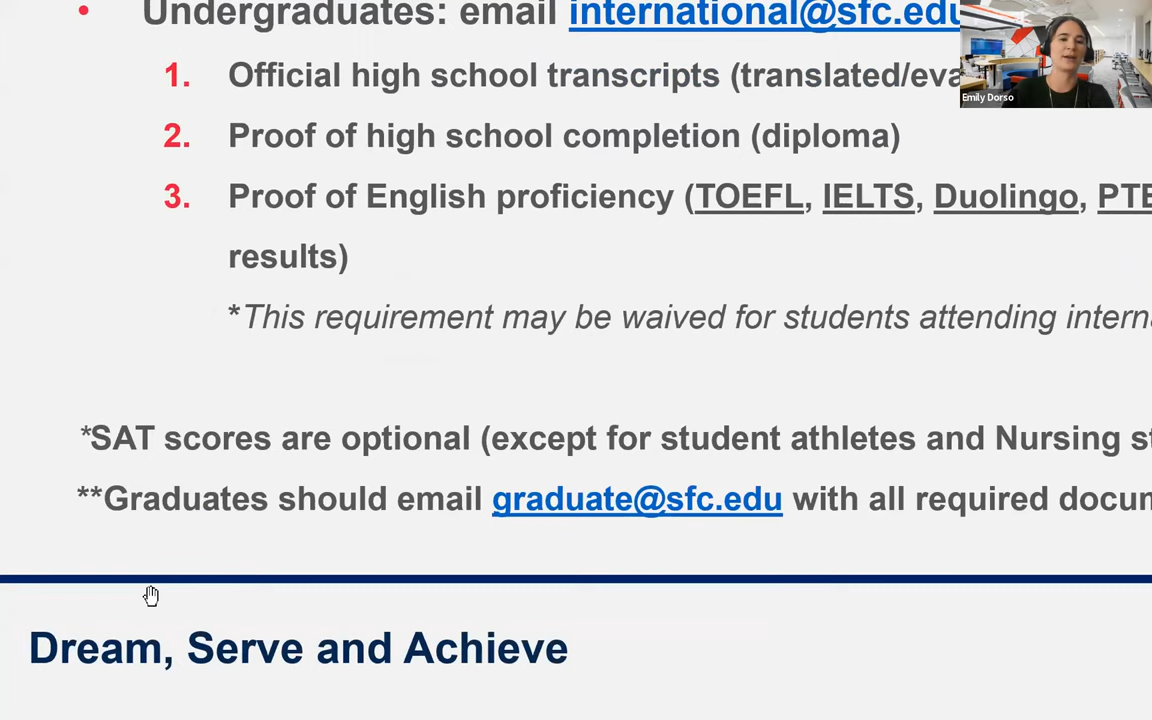 • Undergraduates: email international@sfc.edu
1. Official high school transcripts (translated/eva
Emily Dorso
2. Proof of high school completion (diploma)
3. Proof of English proficiency (TOEFL, IELTS, Duolingo, PTE
results)
*This requirement may be waived for students attending intern
*SAT scores are optional (except for student athletes and Nursing st
**Graduates should email graduate@sfc.edu with all required docum
Dream, Serve and Achieve